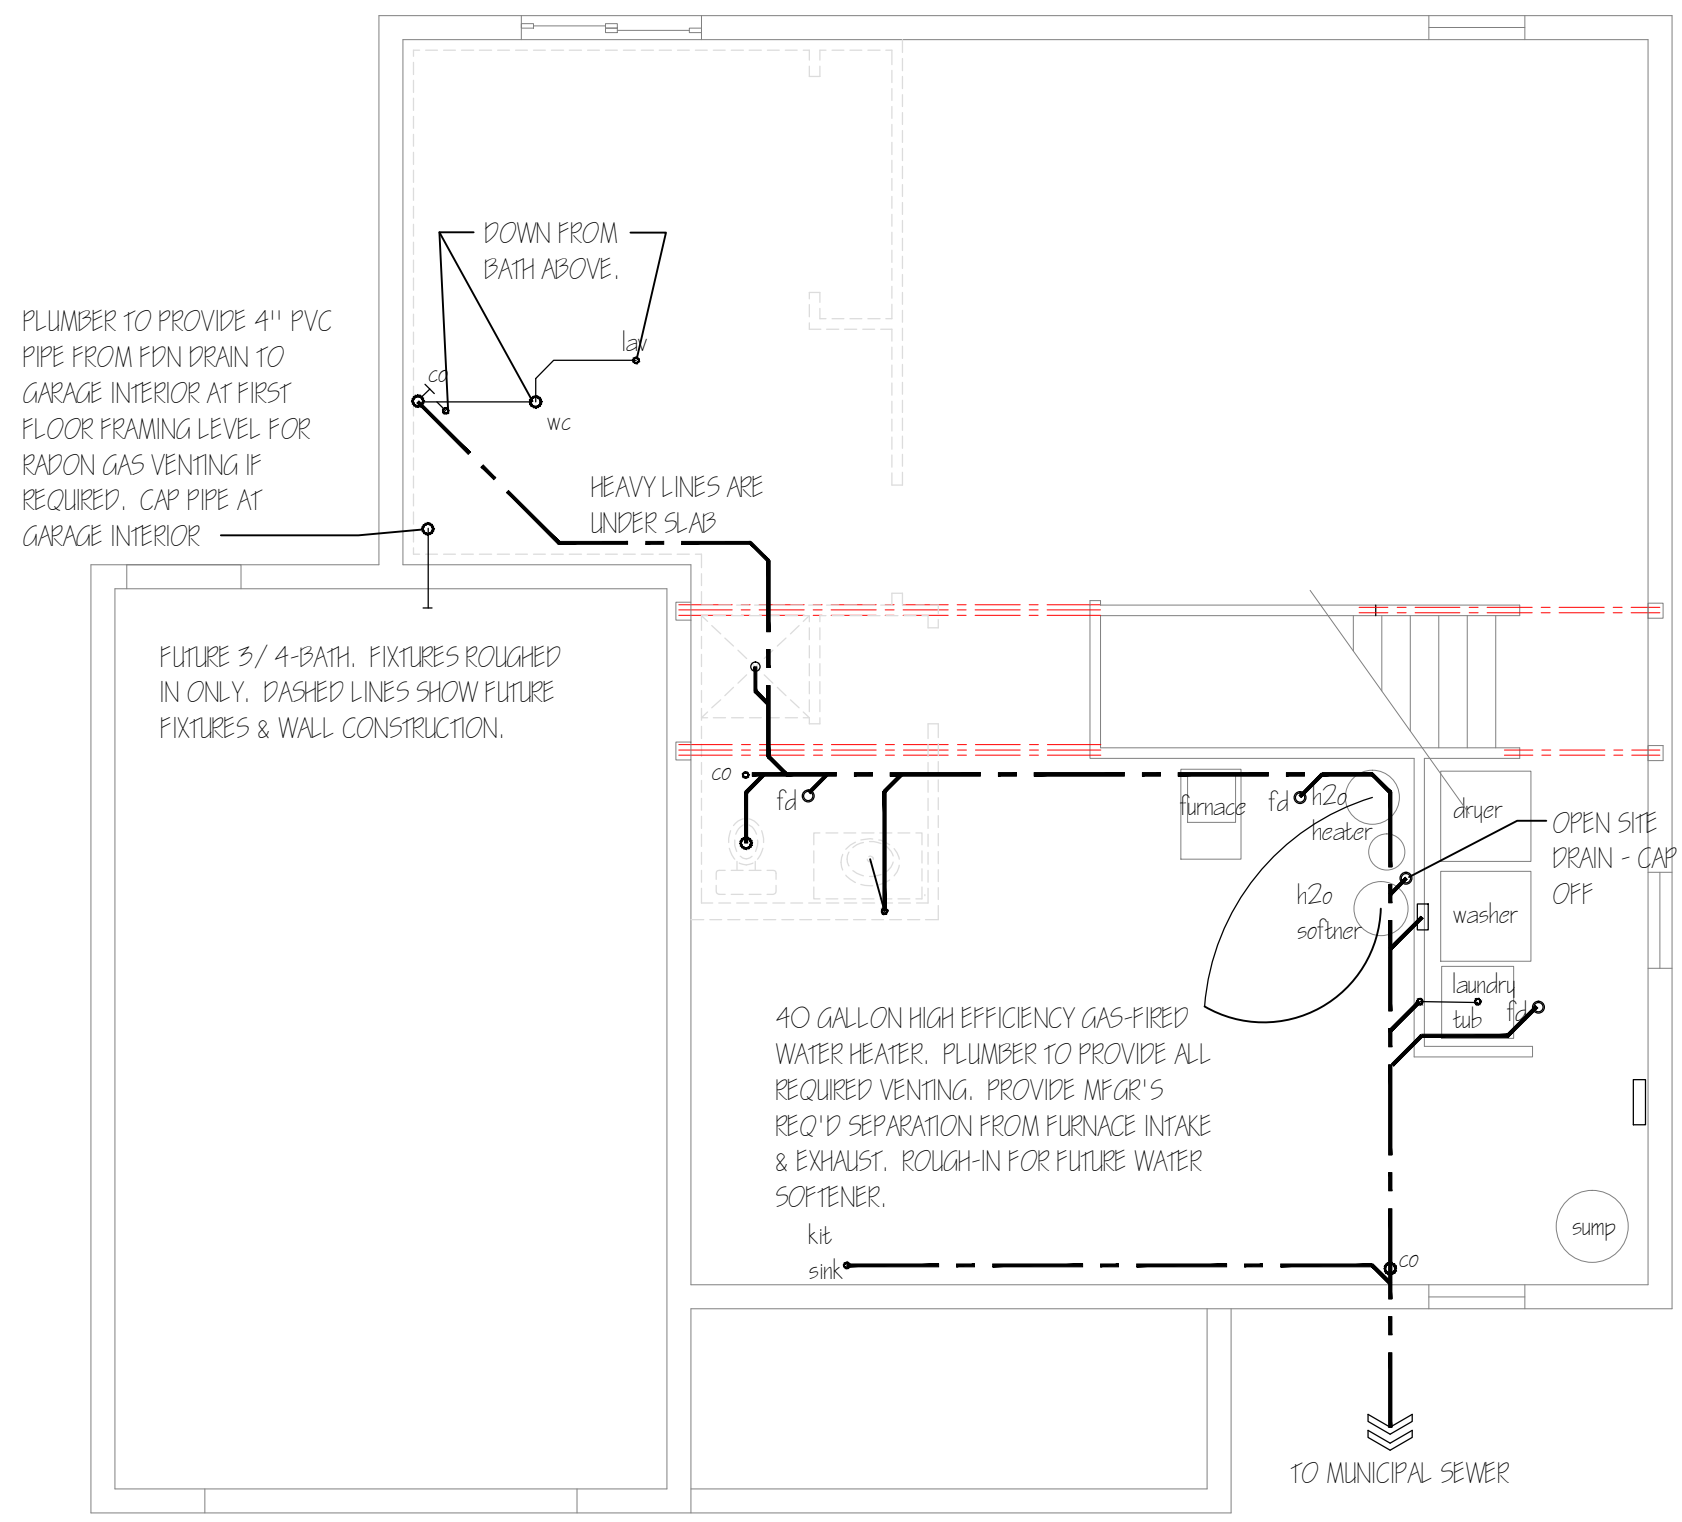 DOWN FROM
BATH ABOVE.
lav
co
wc
PLUMBER TO PROVIDE 4'' PVC
PIPE FROM FDN DRAIN TO
GARAGE INTERIOR AT FIRST
FLOOR FRAMING LEVEL FOR
RADON GAS VENTING IF
REQUIRED. CAP PIPE AT
GARAGE INTERIOR
HEAVY LINES ARE
UNDER SLAB
FUTURE 3/4-BATH. FIXTURES ROUGHED
IN ONLY. DASHED LINES SHOW FUTURE
FIXTURES & WALL CONSTRUCTION.
co
fd
furnace
fd
h2o
heater
dryer
OPEN SITE
DRAIN - CAP
OFF
h2o
softner
washer
laundry
tub
fd
40 GALLON HIGH EFFICIENCY GAS-FIRED
WATER HEATER. PLUMBER TO PROVIDE ALL
REQUIRED VENTING. PROVIDE MFGR'S
REQ'D SEPARATION FROM FURNACE INTAKE
& EXHAUST. ROUGH-IN FOR FUTURE WATER
SOFTENER.
kit
sink
co
sump
TO MUNICIPAL SEWER